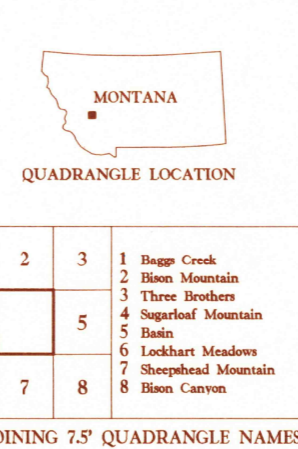 MONTANA
QUADRANGLE LOCATION
2 3
5
7 8
1 Baggs Creek
2 Bison Mountain
3 Three Brothers
4 Sugarloaf Mountain
5 Basin
6 Lockhart Meadows
7 Sheepshead Mountain
8 Bison Canyon
OINING 7.5' QUADRANGLE NAMES